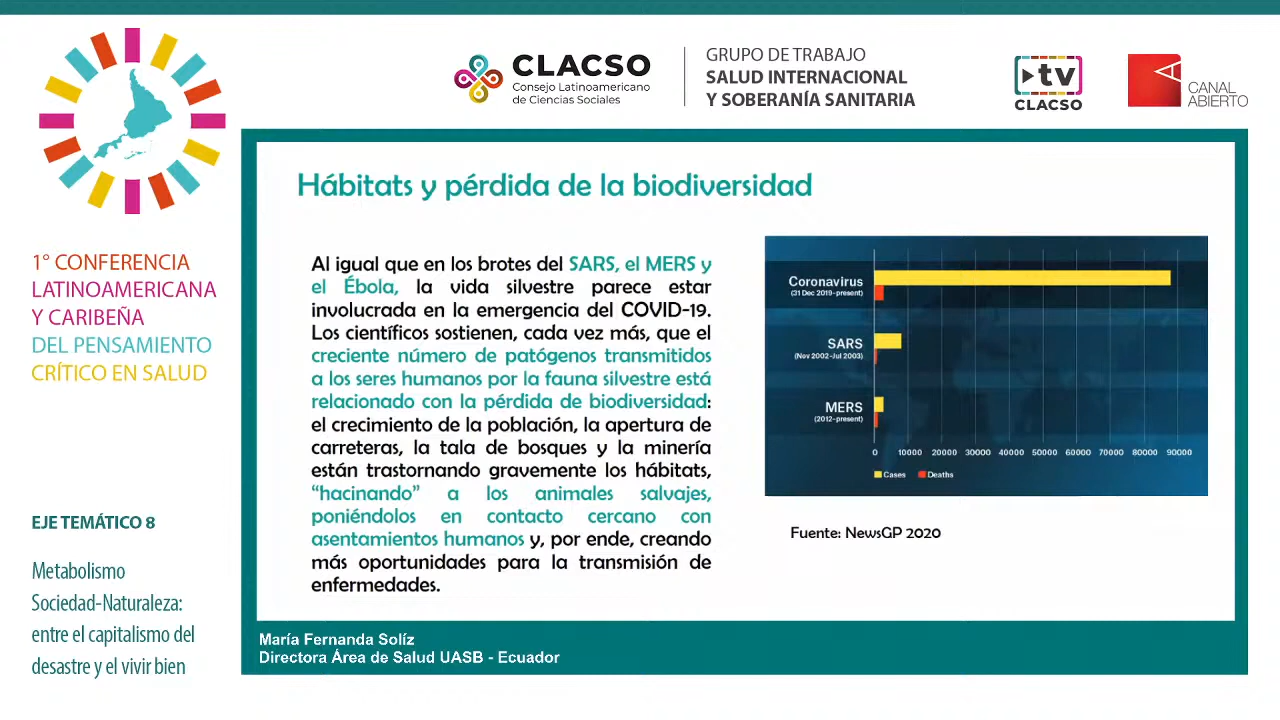 CLACSO
Consejo Latinoamericano
de Ciencias Sociales
GRUPO DE TRABAJO
SALUD INTERNACIONAL
Y SOBERANÍA SANITARIA
tv
CLACSO
CANAL
ABIERTO
1° CONFERENCIA
LATINOAMERICANA
Y CARIBEÑA
DEL PENSAMIENTO
CRÍTICO EN SALUD
EJE TEMÁTICO 8
Metabolismo
Sociedad-Naturaleza:
entre el capitalismo del
desastre y el vivir bien
Hábitats y pérdida de la biodiversidad
Al igual que en los brotes del SARS, el MERS y
el Ébola, la vida silvestre parece estar
involucrada en la emergencia del COVID-19.
Los científicos sostienen, cada vez más, que el
creciente número de patógenos transmitidos
a los seres humanos por la fauna silvestre está
relacionado con la pérdida de biodiversidad:
el crecimiento de la población, la apertura de
carreteras, la tala de bosques y la minería
están trastornando gravemente los hábitats,
“hacinando” a los animales salvajes,
poniéndolos en contacto cercano con
asentamientos humanos y, por ende, creando
más oportunidades para la transmisión de
enfermedades.
Coronavirus
(31 Dec 2019-present)
SARS
(Nov 2002-Jul 2003)
MERS
(2012-present)
0 10000 20000 30000 40000 50000 60000 70000 80000 90000
Cases Deaths
Fuente: NewsGP 2020
María Fernanda Solíz
Directora Área de Salud UASB - Ecuador